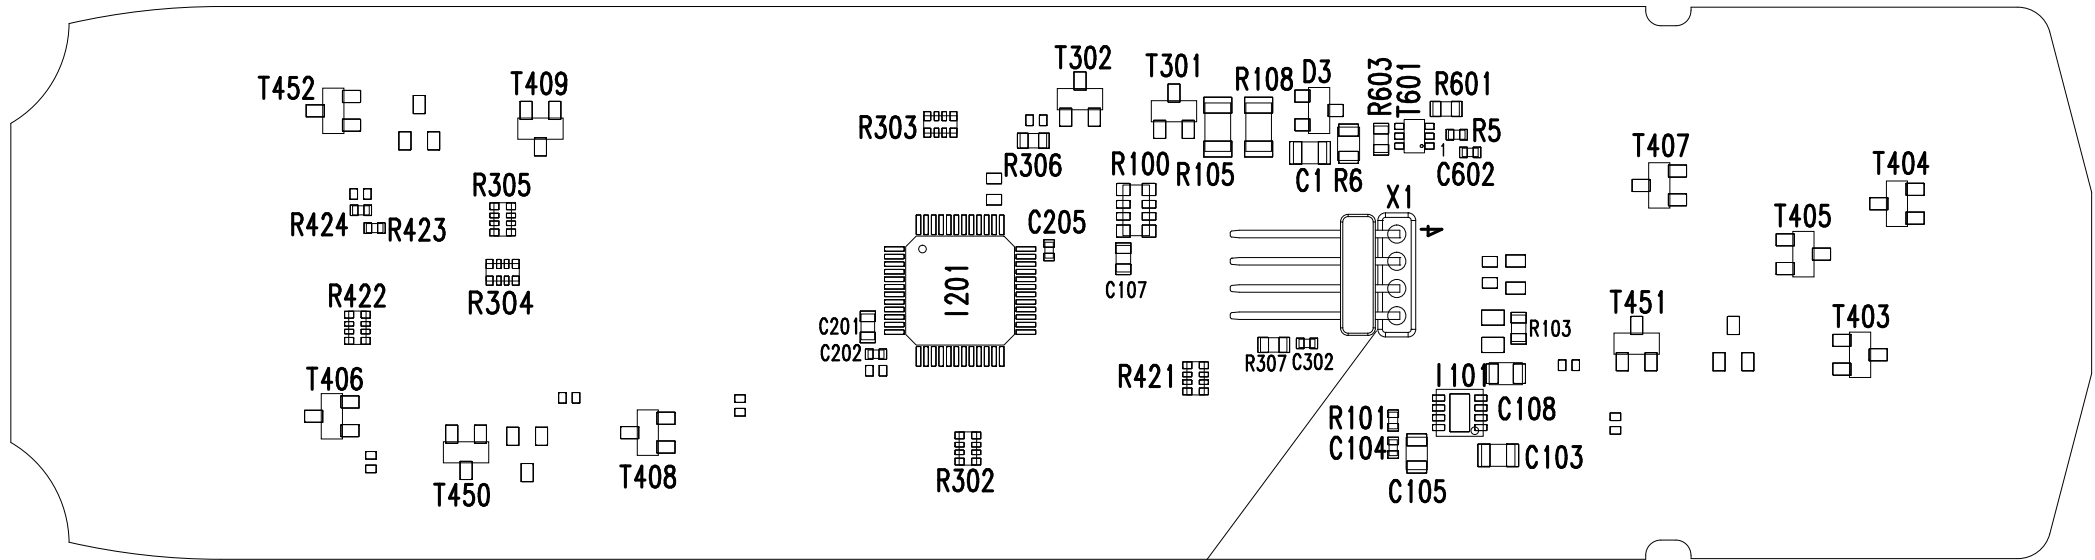 T302
T301
R603
T601
D3
R108
R601
T452
T409
R303
R5
T407
R306
R100
R105
C1
R6
1
C602
T404
R305
X1
R424
R423
C205
4
T405
I201
C107
R422
R304
T451
T403
C201
C202
R103
R307
C302
T406
R421
I101
C108
R101
C104
C103
T450
T408
R302
C105